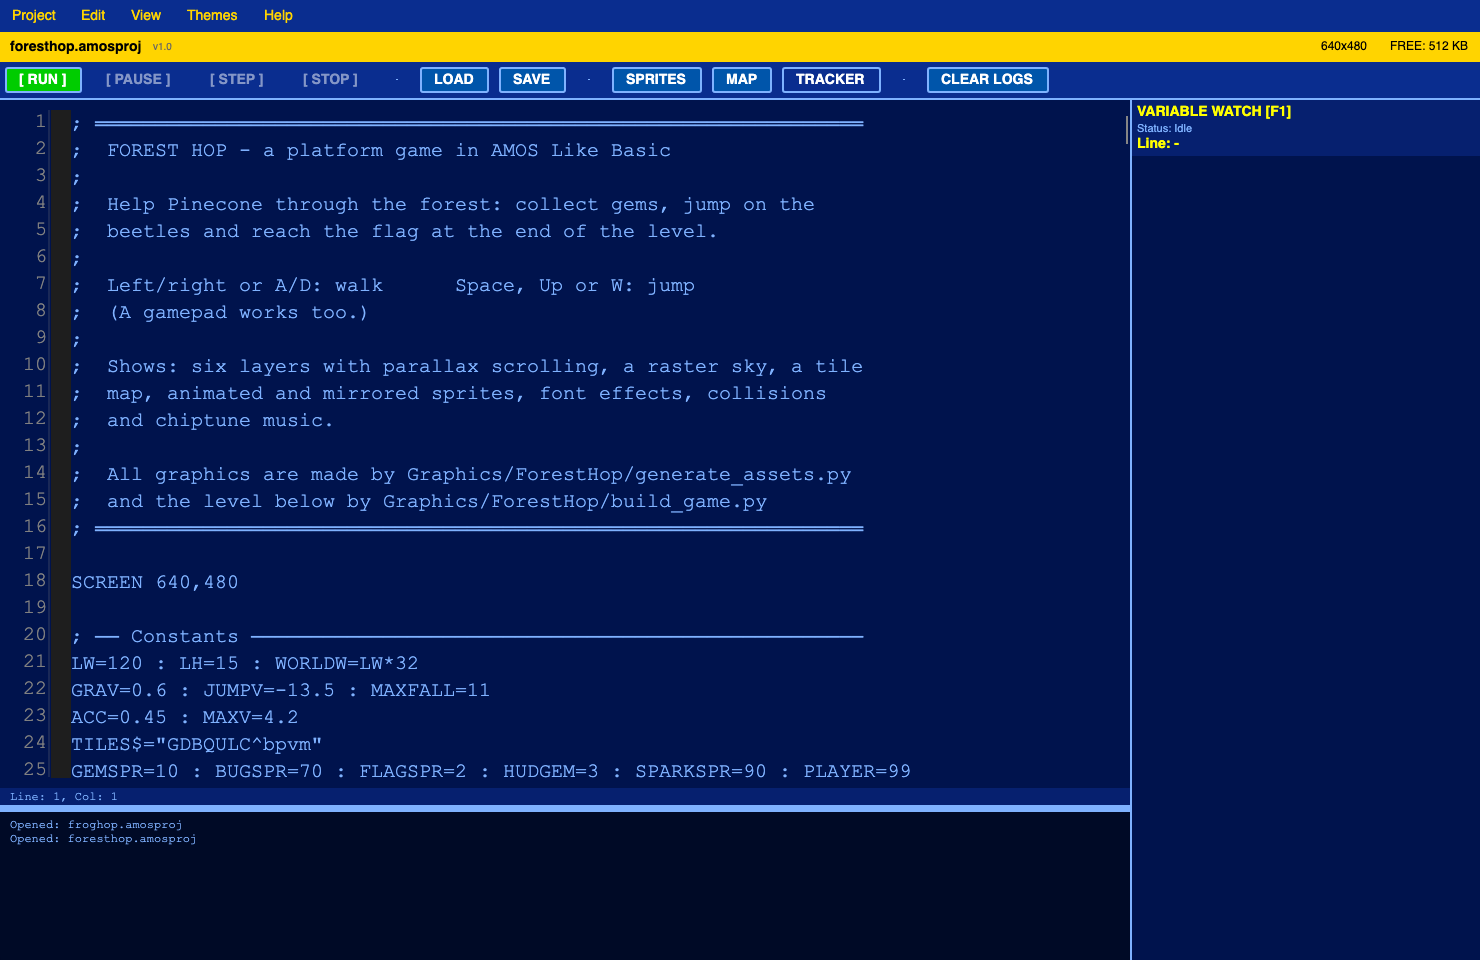 Project Edit View Themes Help
foresthop.amosproj v1.0 640x480 FREE: 512 KB
[ RUN ] [ PAUSE ] [ STEP ] [ STOP ] · LOAD SAVE · SPRITES MAP TRACKER · CLEAR LOGS
1 ; ════════════════════════════════════════════════════════════════
2 ;  FOREST HOP - a platform game in AMOS Like Basic
3 ;
4 ;  Help Pinecone through the forest: collect gems, jump on the
5 ;  beetles and reach the flag at the end of the level.
6 ;
7 ;  Left/right or A/D: walk      Space, Up or W: jump
8 ;  (A gamepad works too.)
9 ;
10 ;  Shows: six layers with parallax scrolling, a raster sky, a tile
11 ;  map, animated and mirrored sprites, font effects, collisions
12 ;  and chiptune music.
13 ;
14 ;  All graphics are made by Graphics/ForestHop/generate_assets.py
15 ;  and the level below by Graphics/ForestHop/build_game.py
16 ; ════════════════════════════════════════════════════════════════
17
18 SCREEN 640,480
19
20 ; ── Constants ───────────────────────────────────────────────────
21 LW=120 : LH=15 : WORLDW=LW*32
22 GRAV=0.6 : JUMPV=-13.5 : MAXFALL=11
23 ACC=0.45 : MAXV=4.2
24 TILES$="GDBQULC^bpvm"
25 GEMSPR=10 : BUGSPR=70 : FLAGSPR=2 : HUDGEM=3 : SPARKSPR=90 : PLAYER=99
Line: 1, Col: 1
Opened: froghop.amosproj
Opened: foresthop.amosproj
VARIABLE WATCH [F1]
Status: Idle
Line: -